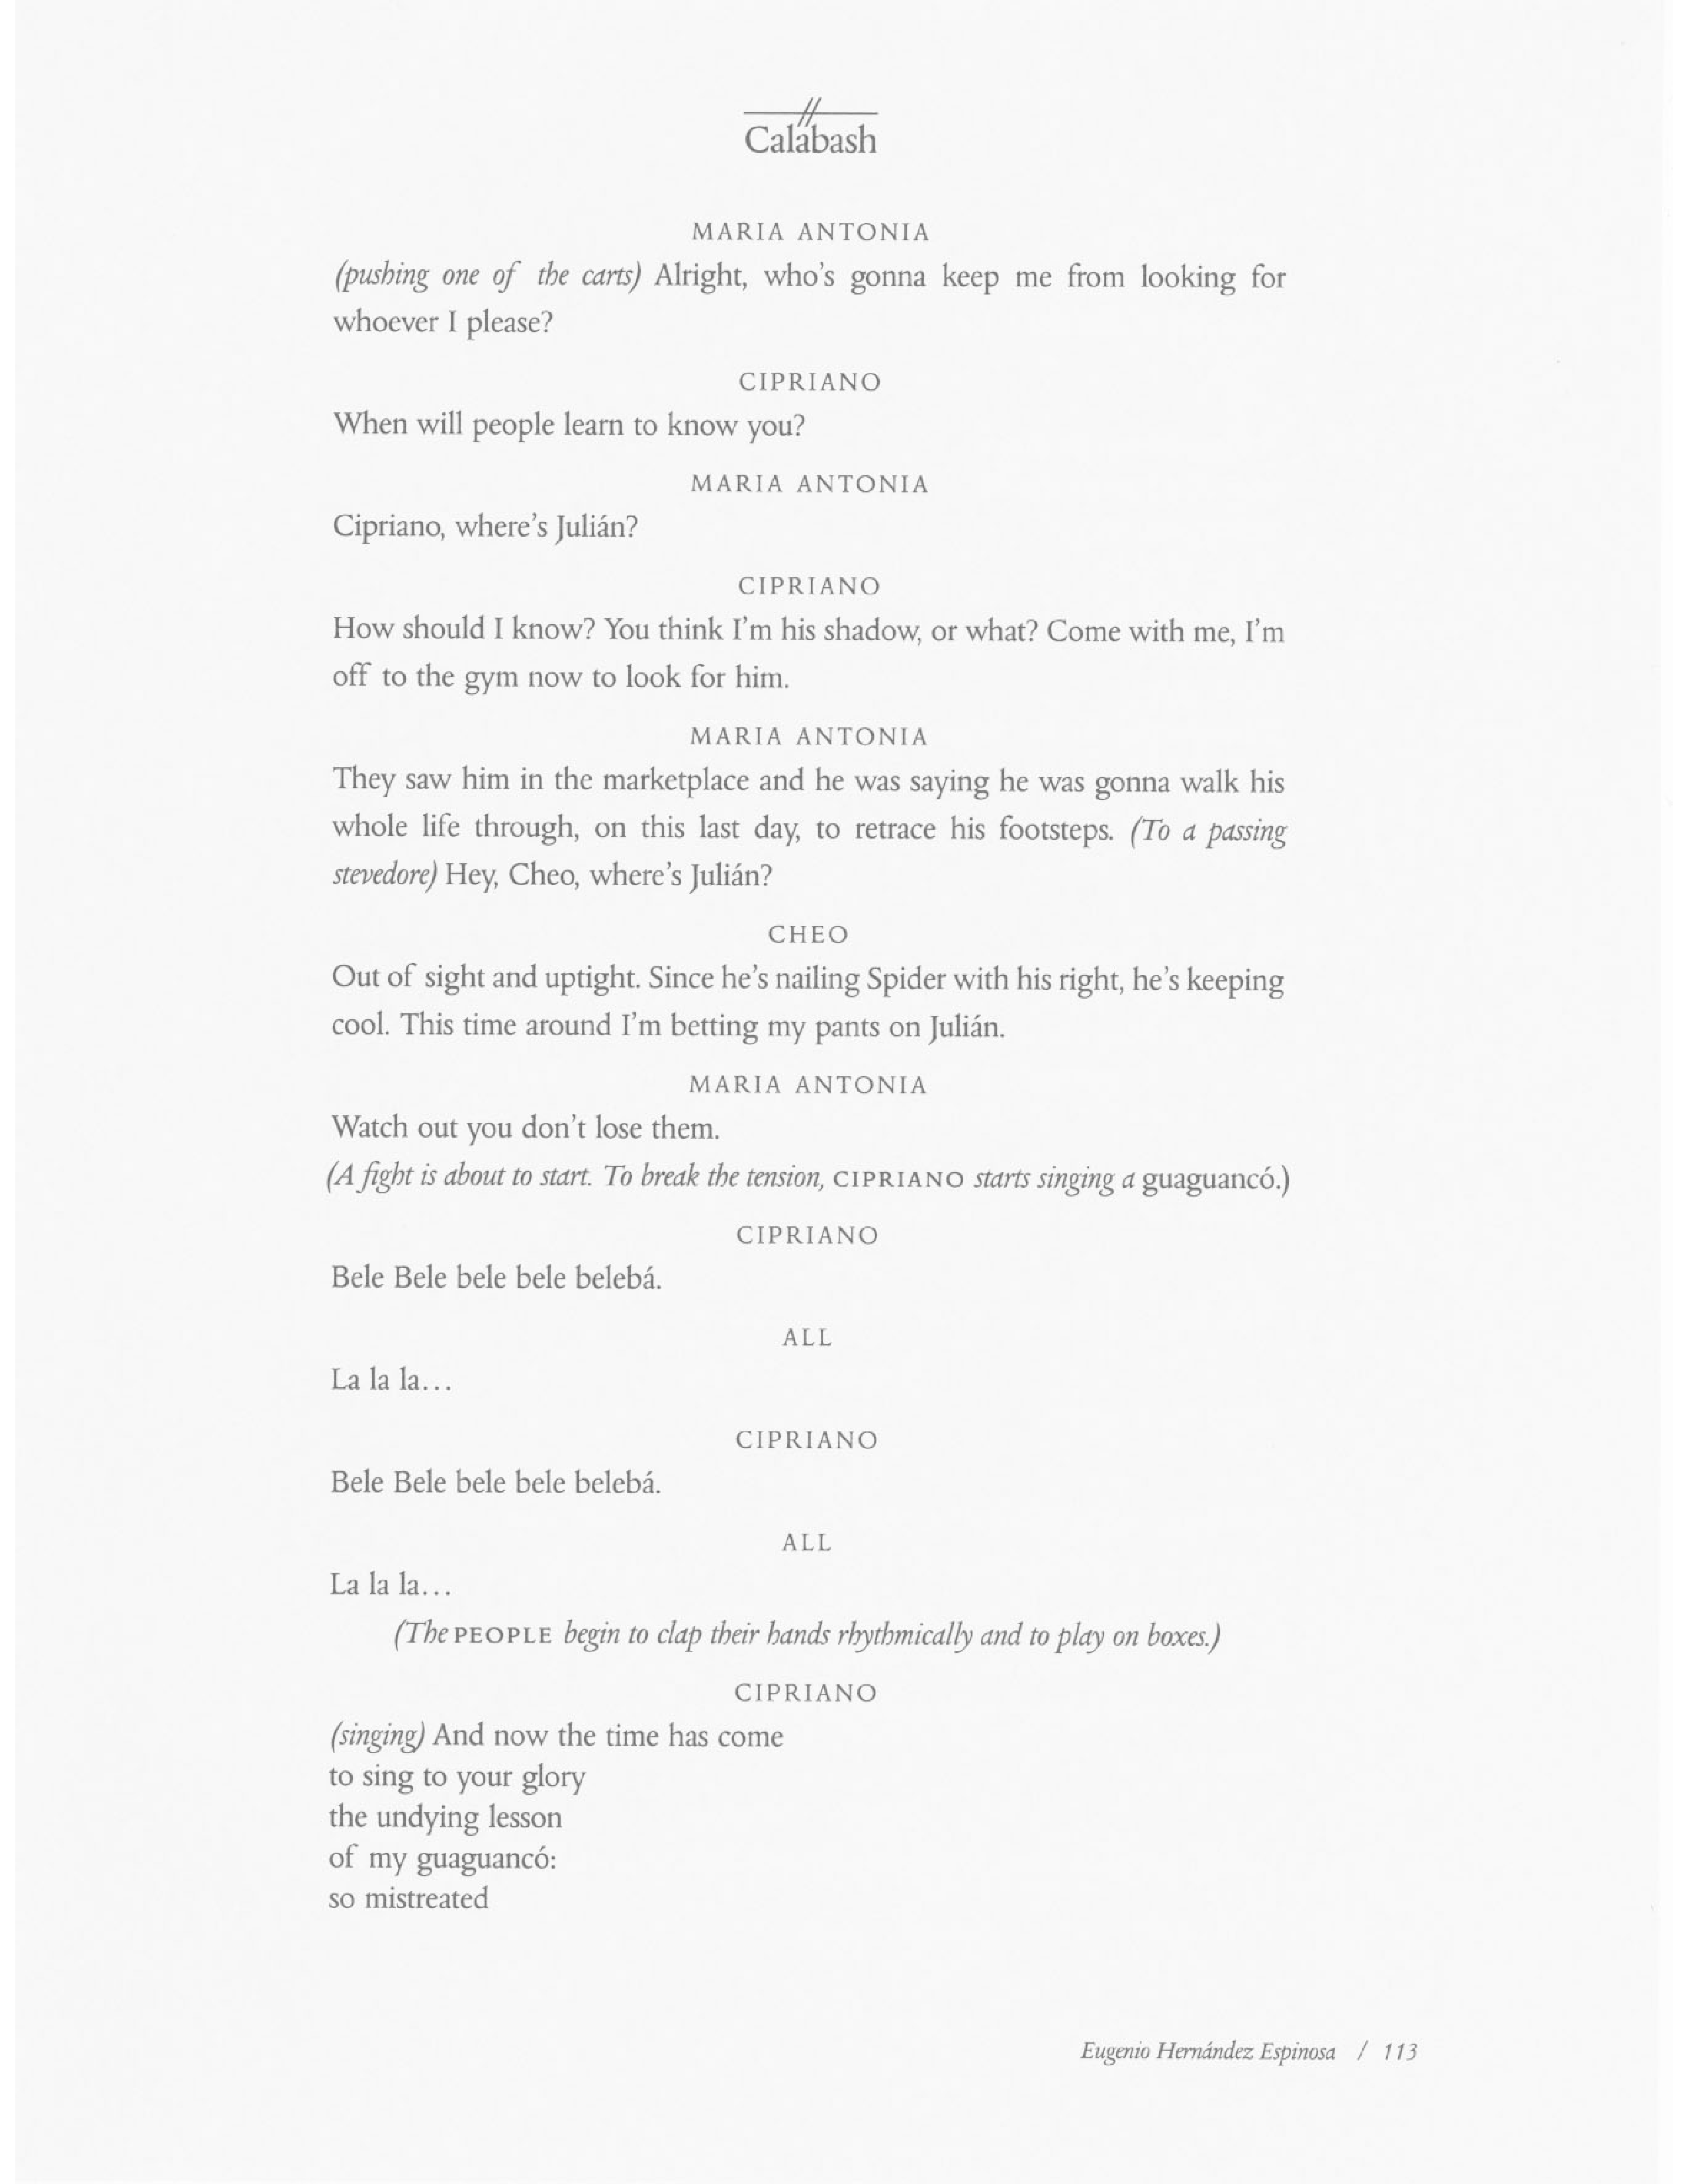 Calabash
MARIA ANTONIA
(pushing one of the carts) Alright, who's gonna keep me from looking for
whoever I please?
CIPRIANO
When will people learn to know you?
MARIA ANTONIA
Cipriano, where's Julián?
CIPRIANO
How should I know? You think I'm his shadow, or what? Come with me, I'm
off to the gym now to look for him.
MARIA ANTONIA
They saw him in the marketplace and he was saying he was gonna walk his
whole life through, on this last day, to retrace his footsteps. (To a passing
stevedore) Hey, Cheo, where's Julián?
CHEO
Out of sight and uptight. Since he's nailing Spider with his right, he's keeping
cool. This time around I'm betting my pants on Julián.
MARIA ANTONIA
Watch out you don't lose them.
(A fight is about to start. To break the tension, CIPRIANO starts singing a guaguancó.)
CIPRIANO
Bele Bele bele bele belebá.
ALL
La la la...
CIPRIANO
Bele Bele bele bele belebá.
ALL
La la la...
(The PEOPLE begin to clap their hands rhythmically and to play on boxes.)
CIPRIANO
(singing) And now the time has come
to sing to your glory
the undying lesson
of my guaguancó:
so mistreated
Eugenio Hernández Espinosa / 113